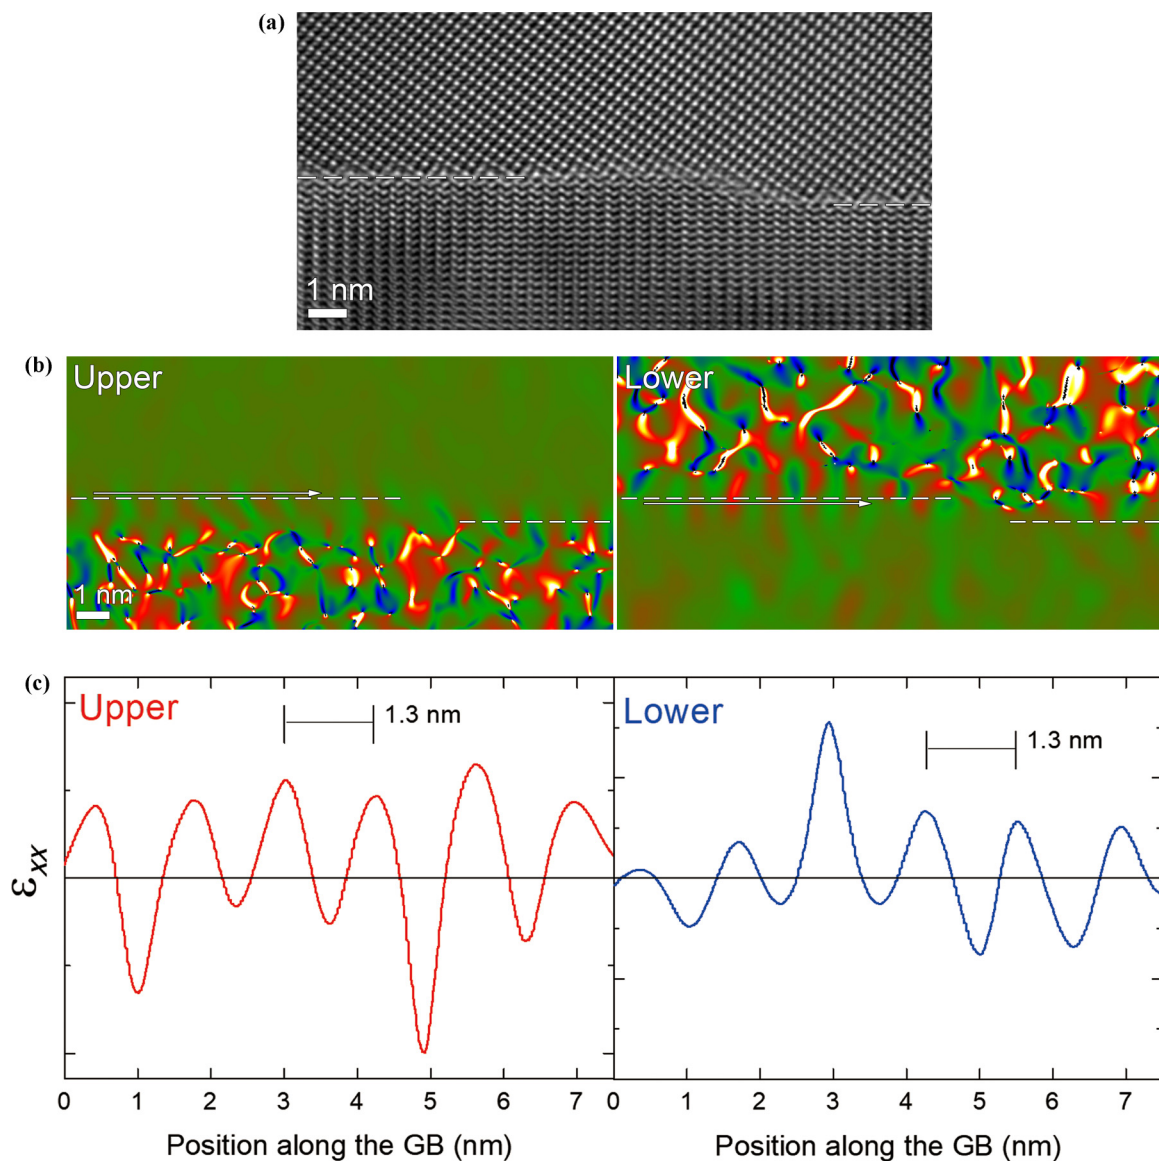 (a)
1 nm
(b)
Upper
Lower
1 nm
(c)
Upper
1.3 nm
Lower
1.3 nm
εxx
0 1 2 3 4 5 6 7
0 1 2 3 4 5 6 7
Position along the GB (nm)
Position along the GB (nm)